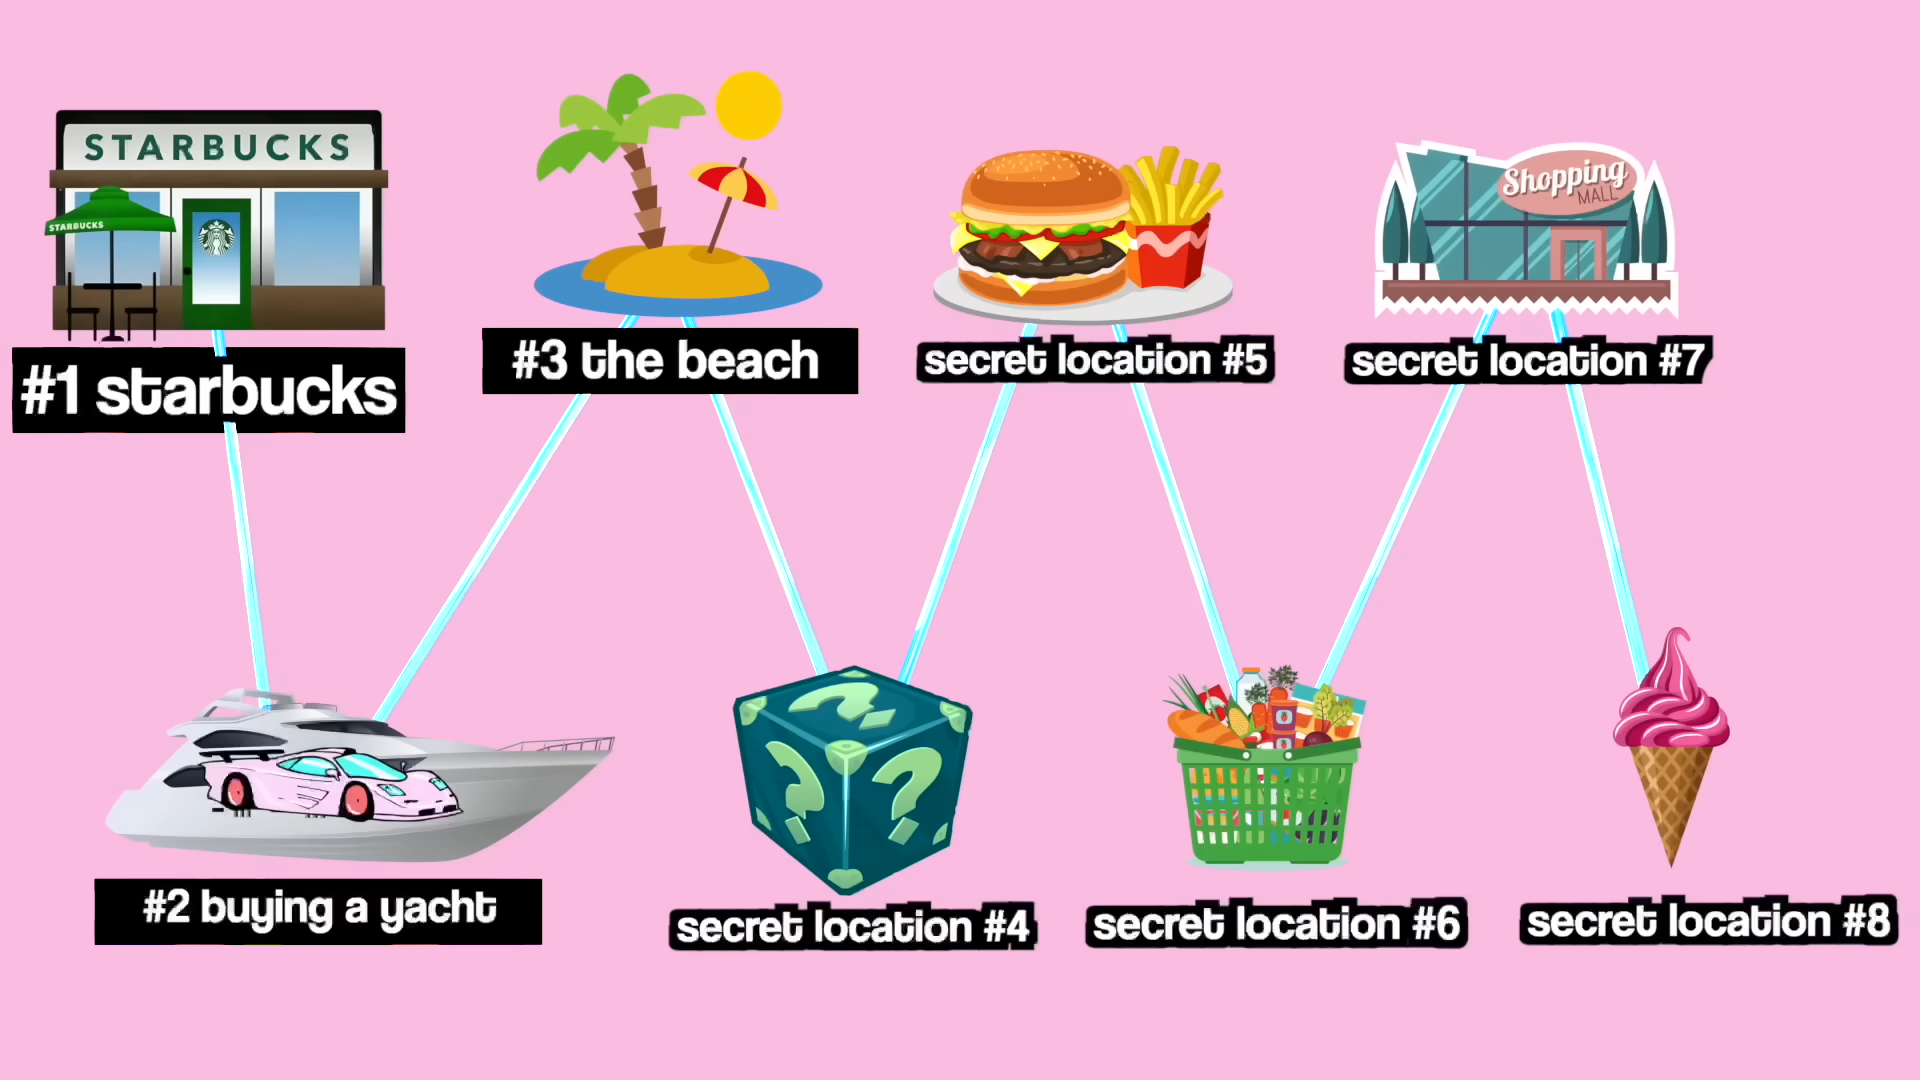 STARBUCKS
STARBUCKS
#1 starbucks
#3 the beach
secret location #5
Shopping
MALL
secret location #7
#2 buying a yacht
? ? ?
secret location #4
secret location #6
secret location #8